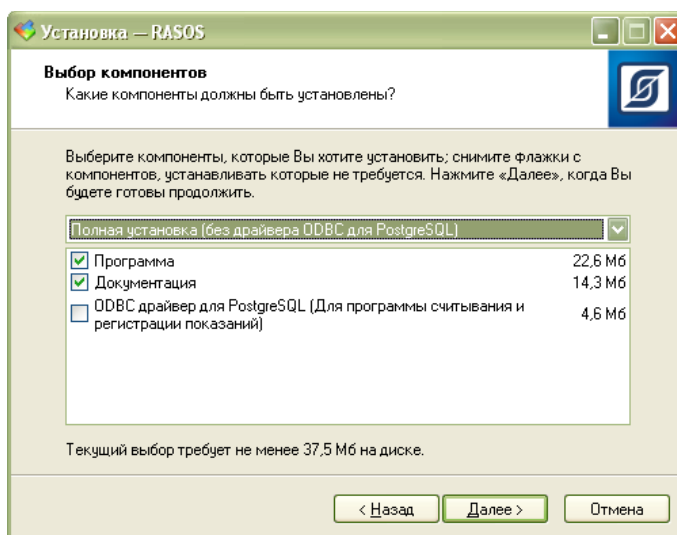 Установка — RASOS
Выбор компонентов
Какие компоненты должны быть установлены?
Выберите компоненты, которые Вы хотите установить; снимите флажки с
компонентов, устанавливать которые не требуется. Нажмите «Далее», когда Вы
будете готовы продолжить.
Полная установка (без драйвера ODBC для PostgreSQL)
Программа 22,6 Мб
Документация 14,3 Мб
ODBC драйвер для PostgreSQL (Для программы считывания и
регистрации показаний) 4,6 Мб
Текущий выбор требует не менее 37,5 Мб на диске.
< Назад Далее > Отмена